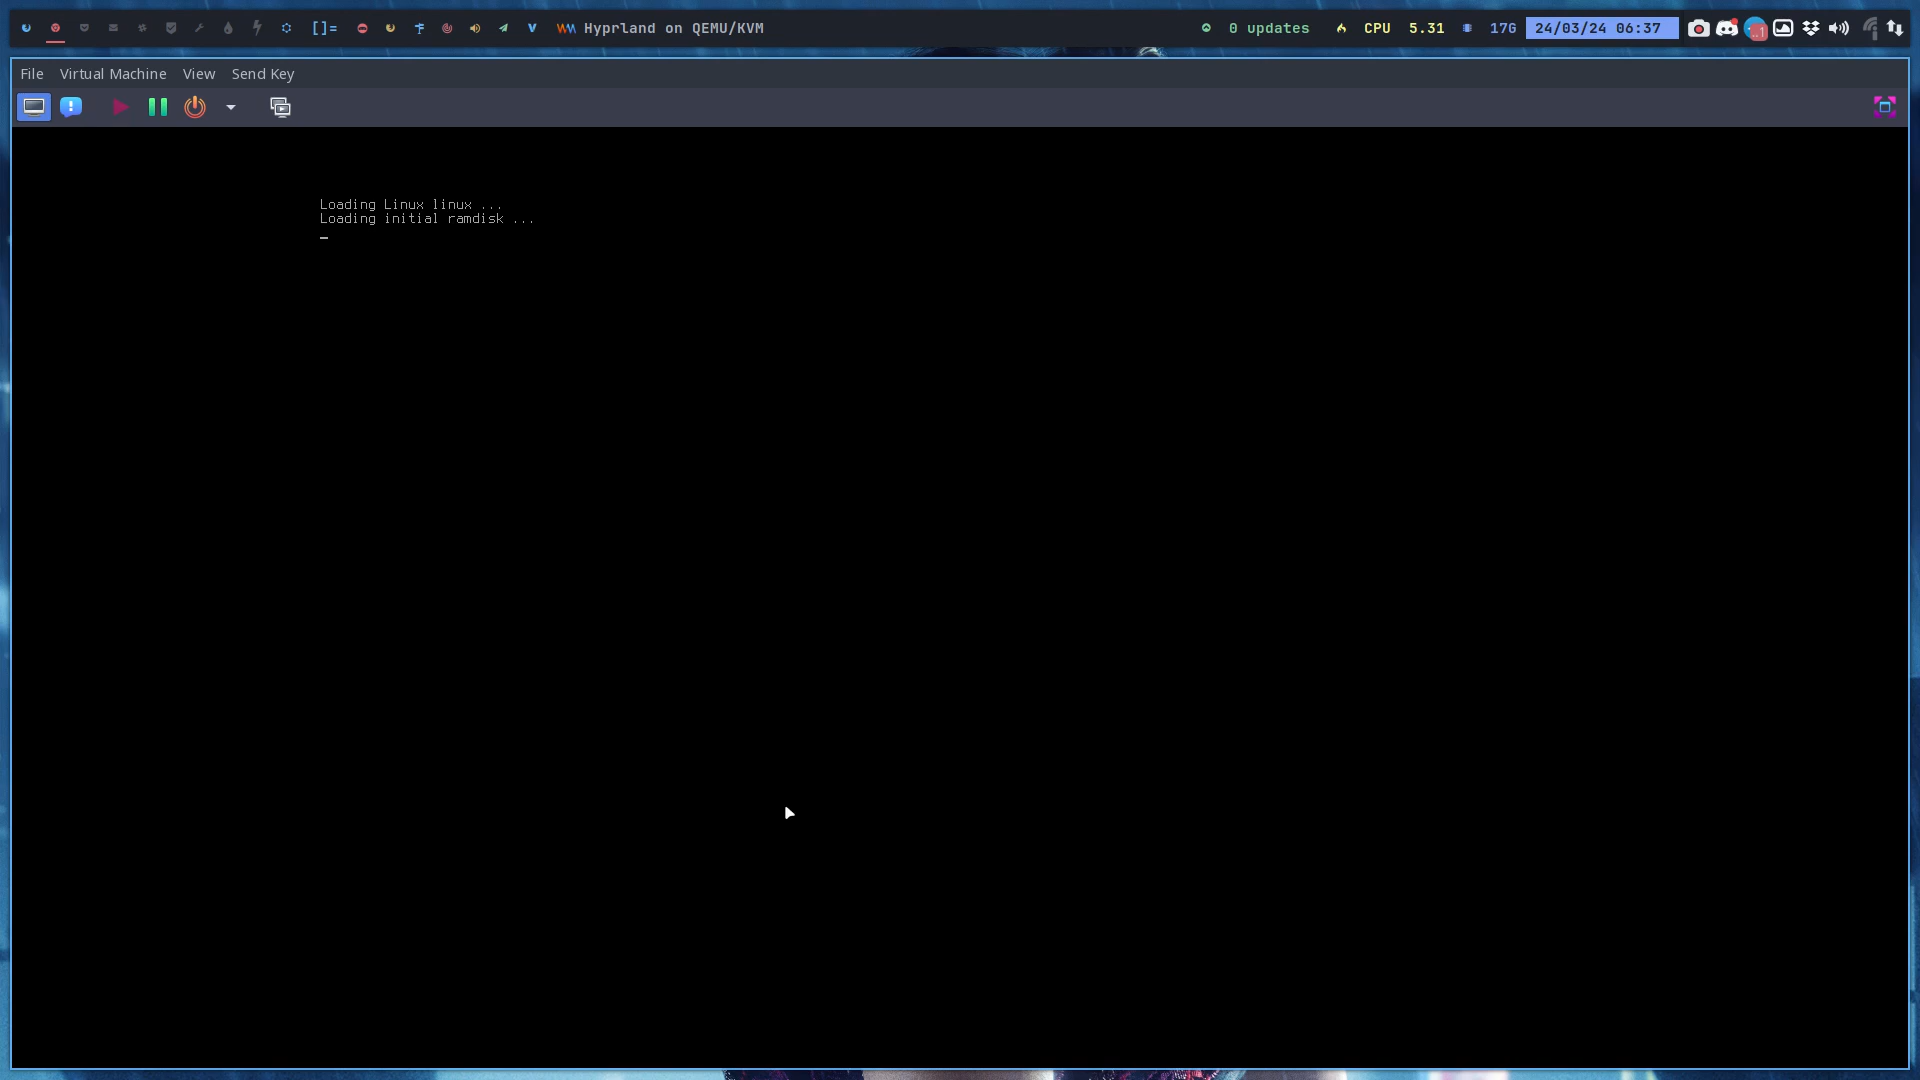 []= Hyprland on QEMU/KVM 0 updates CPU 5.31 17G 24/03/24 06:37
File Virtual Machine View Send Key
Loading Linux linux ...
Loading initial ramdisk ...